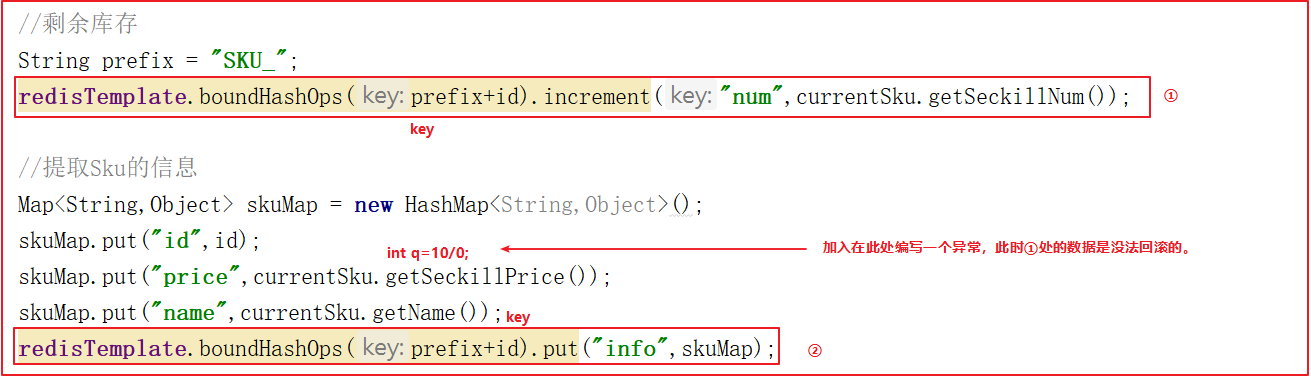 //剩余库存
String prefix = "SKU_";
redisTemplate.boundHashOps( key: prefix+id).increment( key: "num",currentSku.getSeckillNum()); ①
key
//提取Sku的信息
Map<String,Object> skuMap = new HashMap<String,Object>();
skuMap.put("id",id);
int q=10/0; 加入在此处编写一个异常，此时①处的数据是没法回滚的。
skuMap.put("price",currentSku.getSeckillPrice());
skuMap.put("name",currentSku.getName()); key
redisTemplate.boundHashOps( key: prefix+id).put("info",skuMap); ②